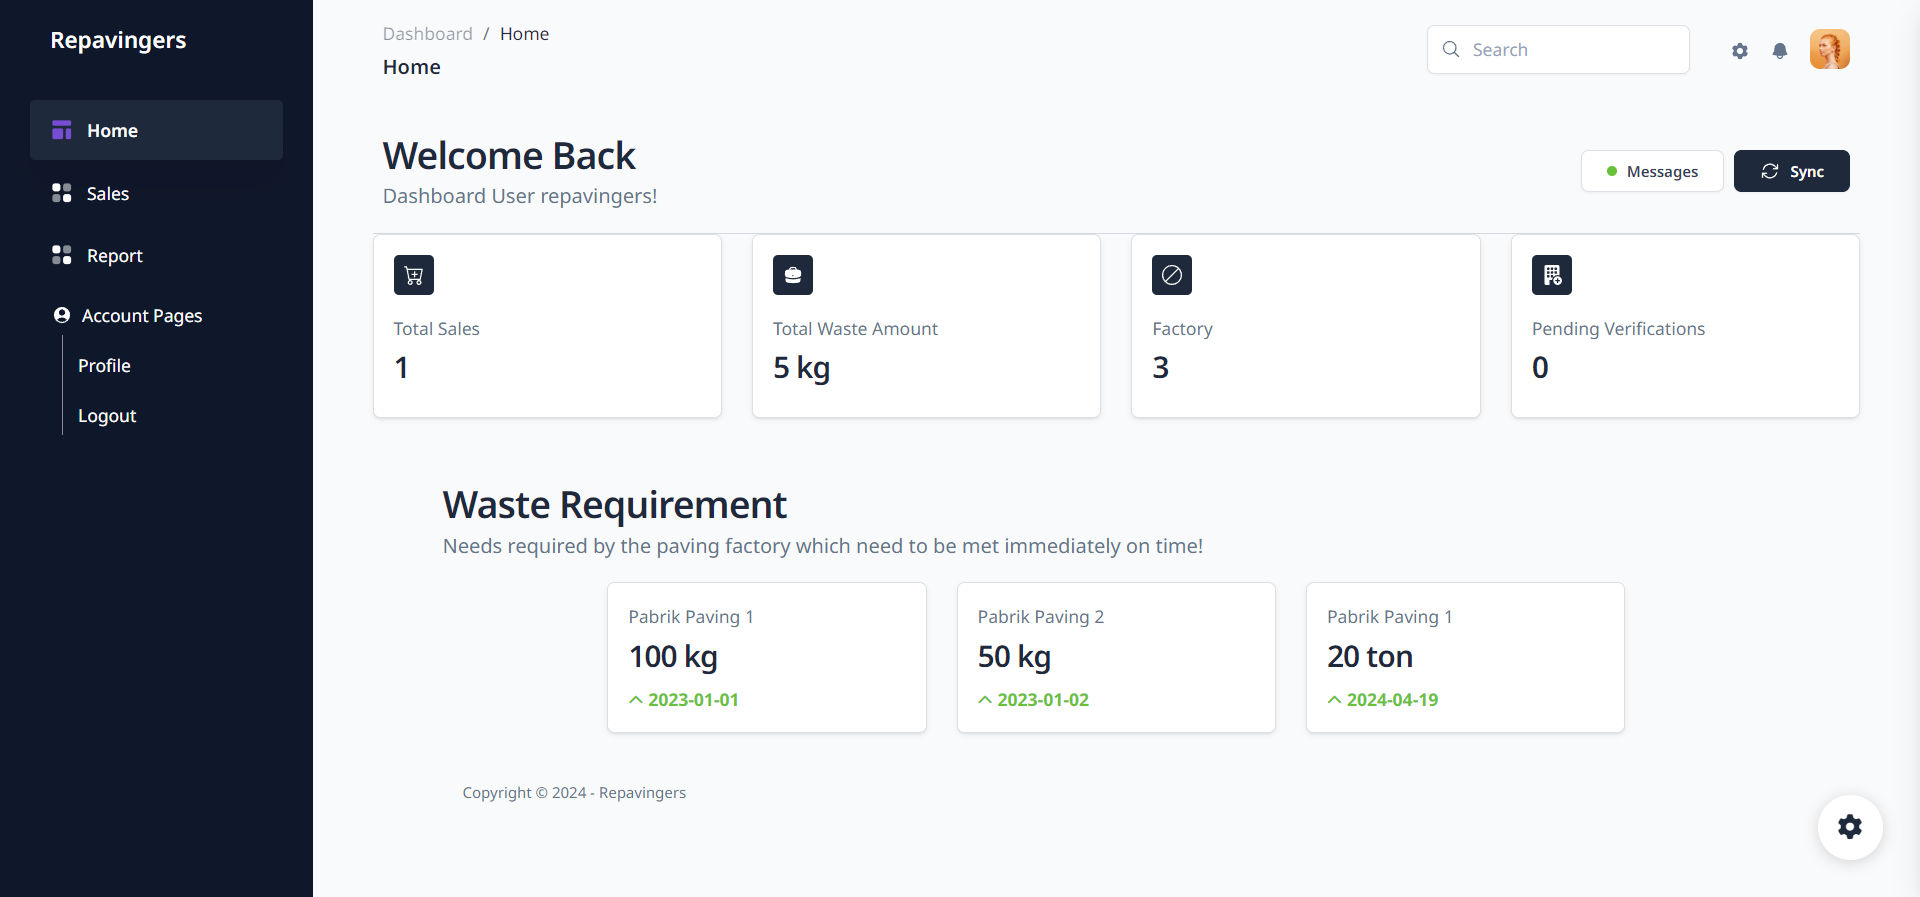 Repavingers
Home
Sales
Report
Account Pages
Profile
Logout
Dashboard / Home
Home
Search
Welcome Back
Dashboard User repavingers!
Messages
Sync
Total Sales
1
Total Waste Amount
5 kg
Factory
3
Pending Verifications
0
Waste Requirement
Needs required by the paving factory which need to be met immediately on time!
Pabrik Paving 1
100 kg
2023-01-01
Pabrik Paving 2
50 kg
2023-01-02
Pabrik Paving 1
20 ton
2024-04-19
Copyright © 2024 - Repavingers